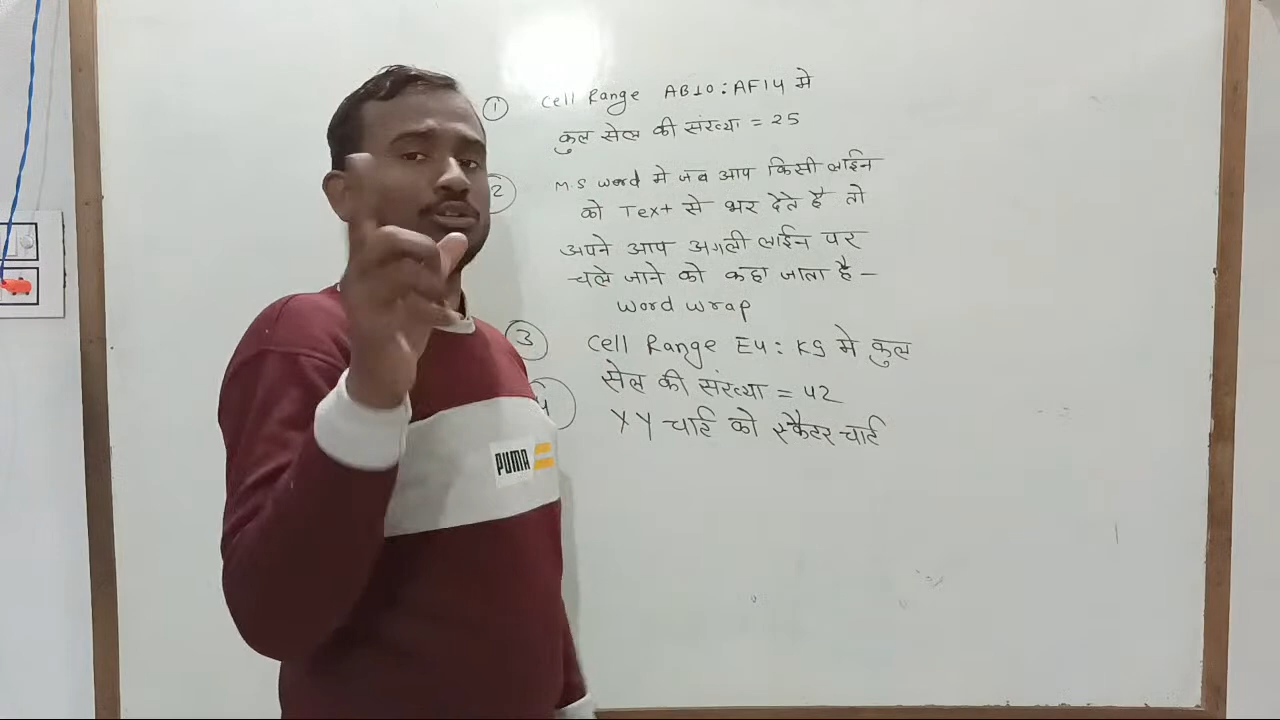 ① Cell Range AB10:AF14 मे
कुल सेल की संख्या = 25
② M.S word मे जब आप किसी लाईन
को Text से भर देते है तो
अपने आप अगली लाईन पर
चले जाने को कहा जाता है –
word wrap
③ Cell Range E4:K9 मे कुल
सेल की संख्या = 42
④ XY चार्ट को स्कैटर चार्ट
PUMA